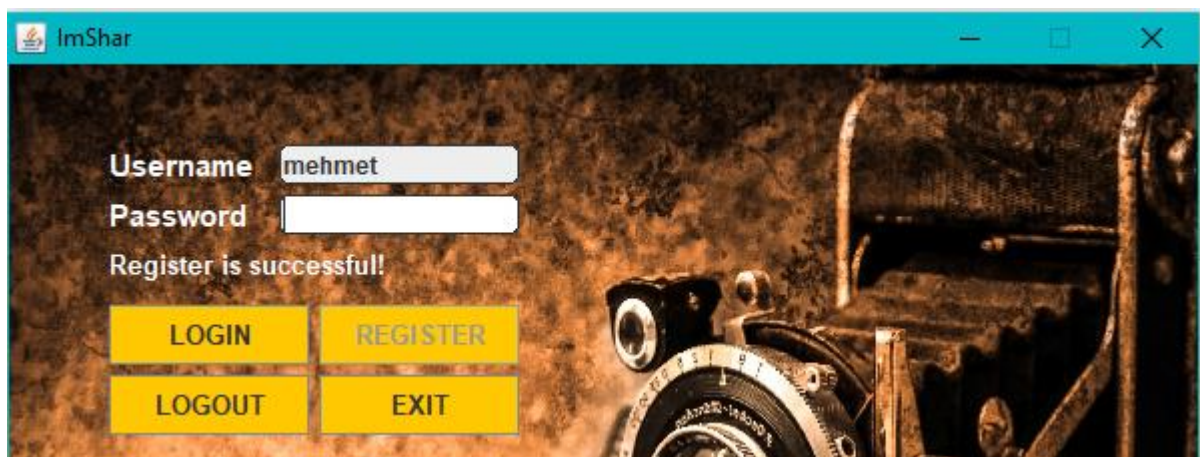 ImShar
Username mehmet
Password
Register is successful!
LOGIN REGISTER
LOGOUT EXIT